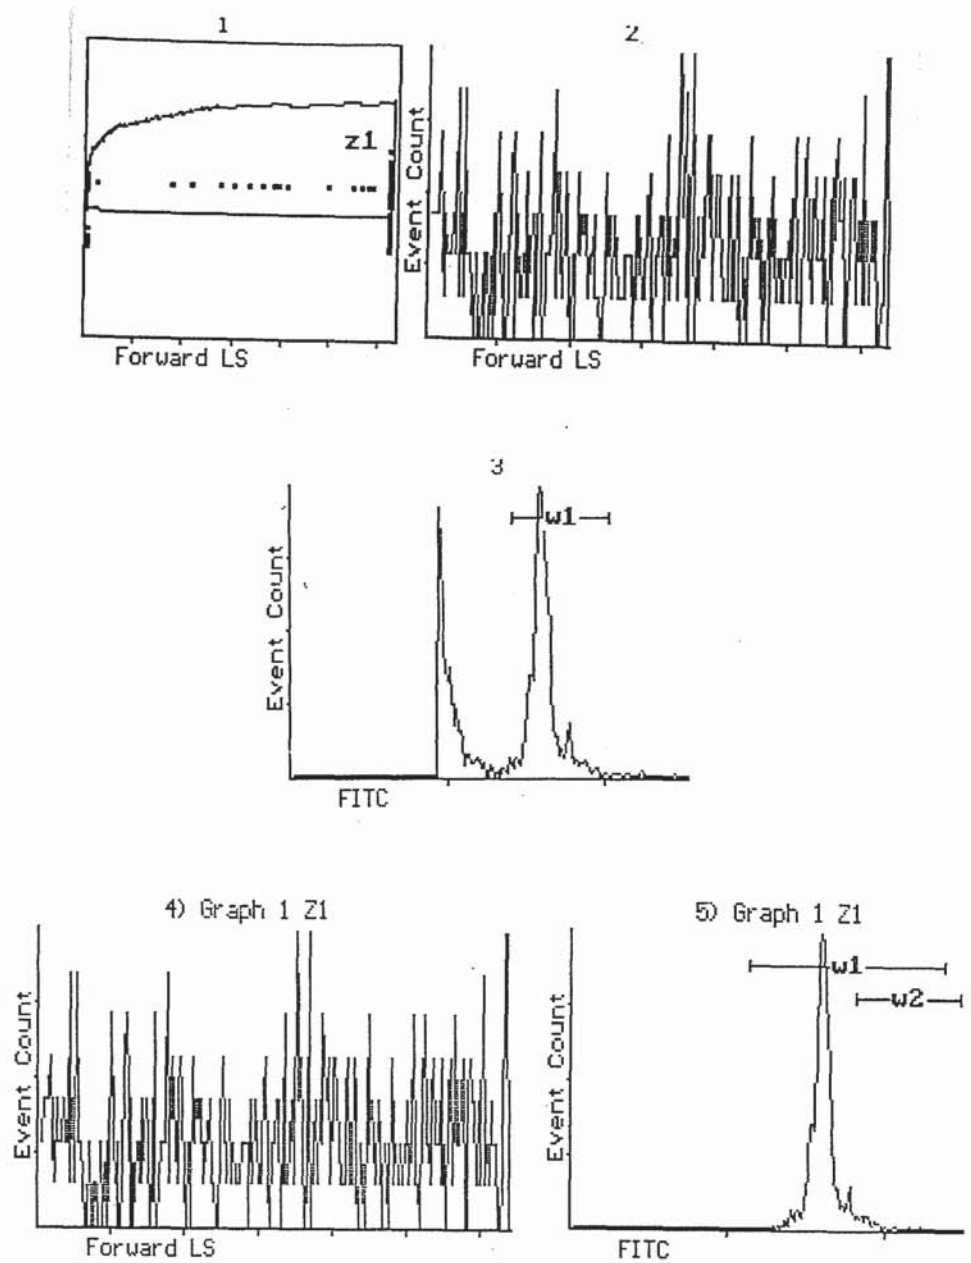 1
z1
Forward LS
2
Event Count
Forward LS
3
w1
Event Count
FITC
4) Graph 1 Z1
Event Count
Forward LS
5) Graph 1 Z1
w1
w2
Event Count
FITC